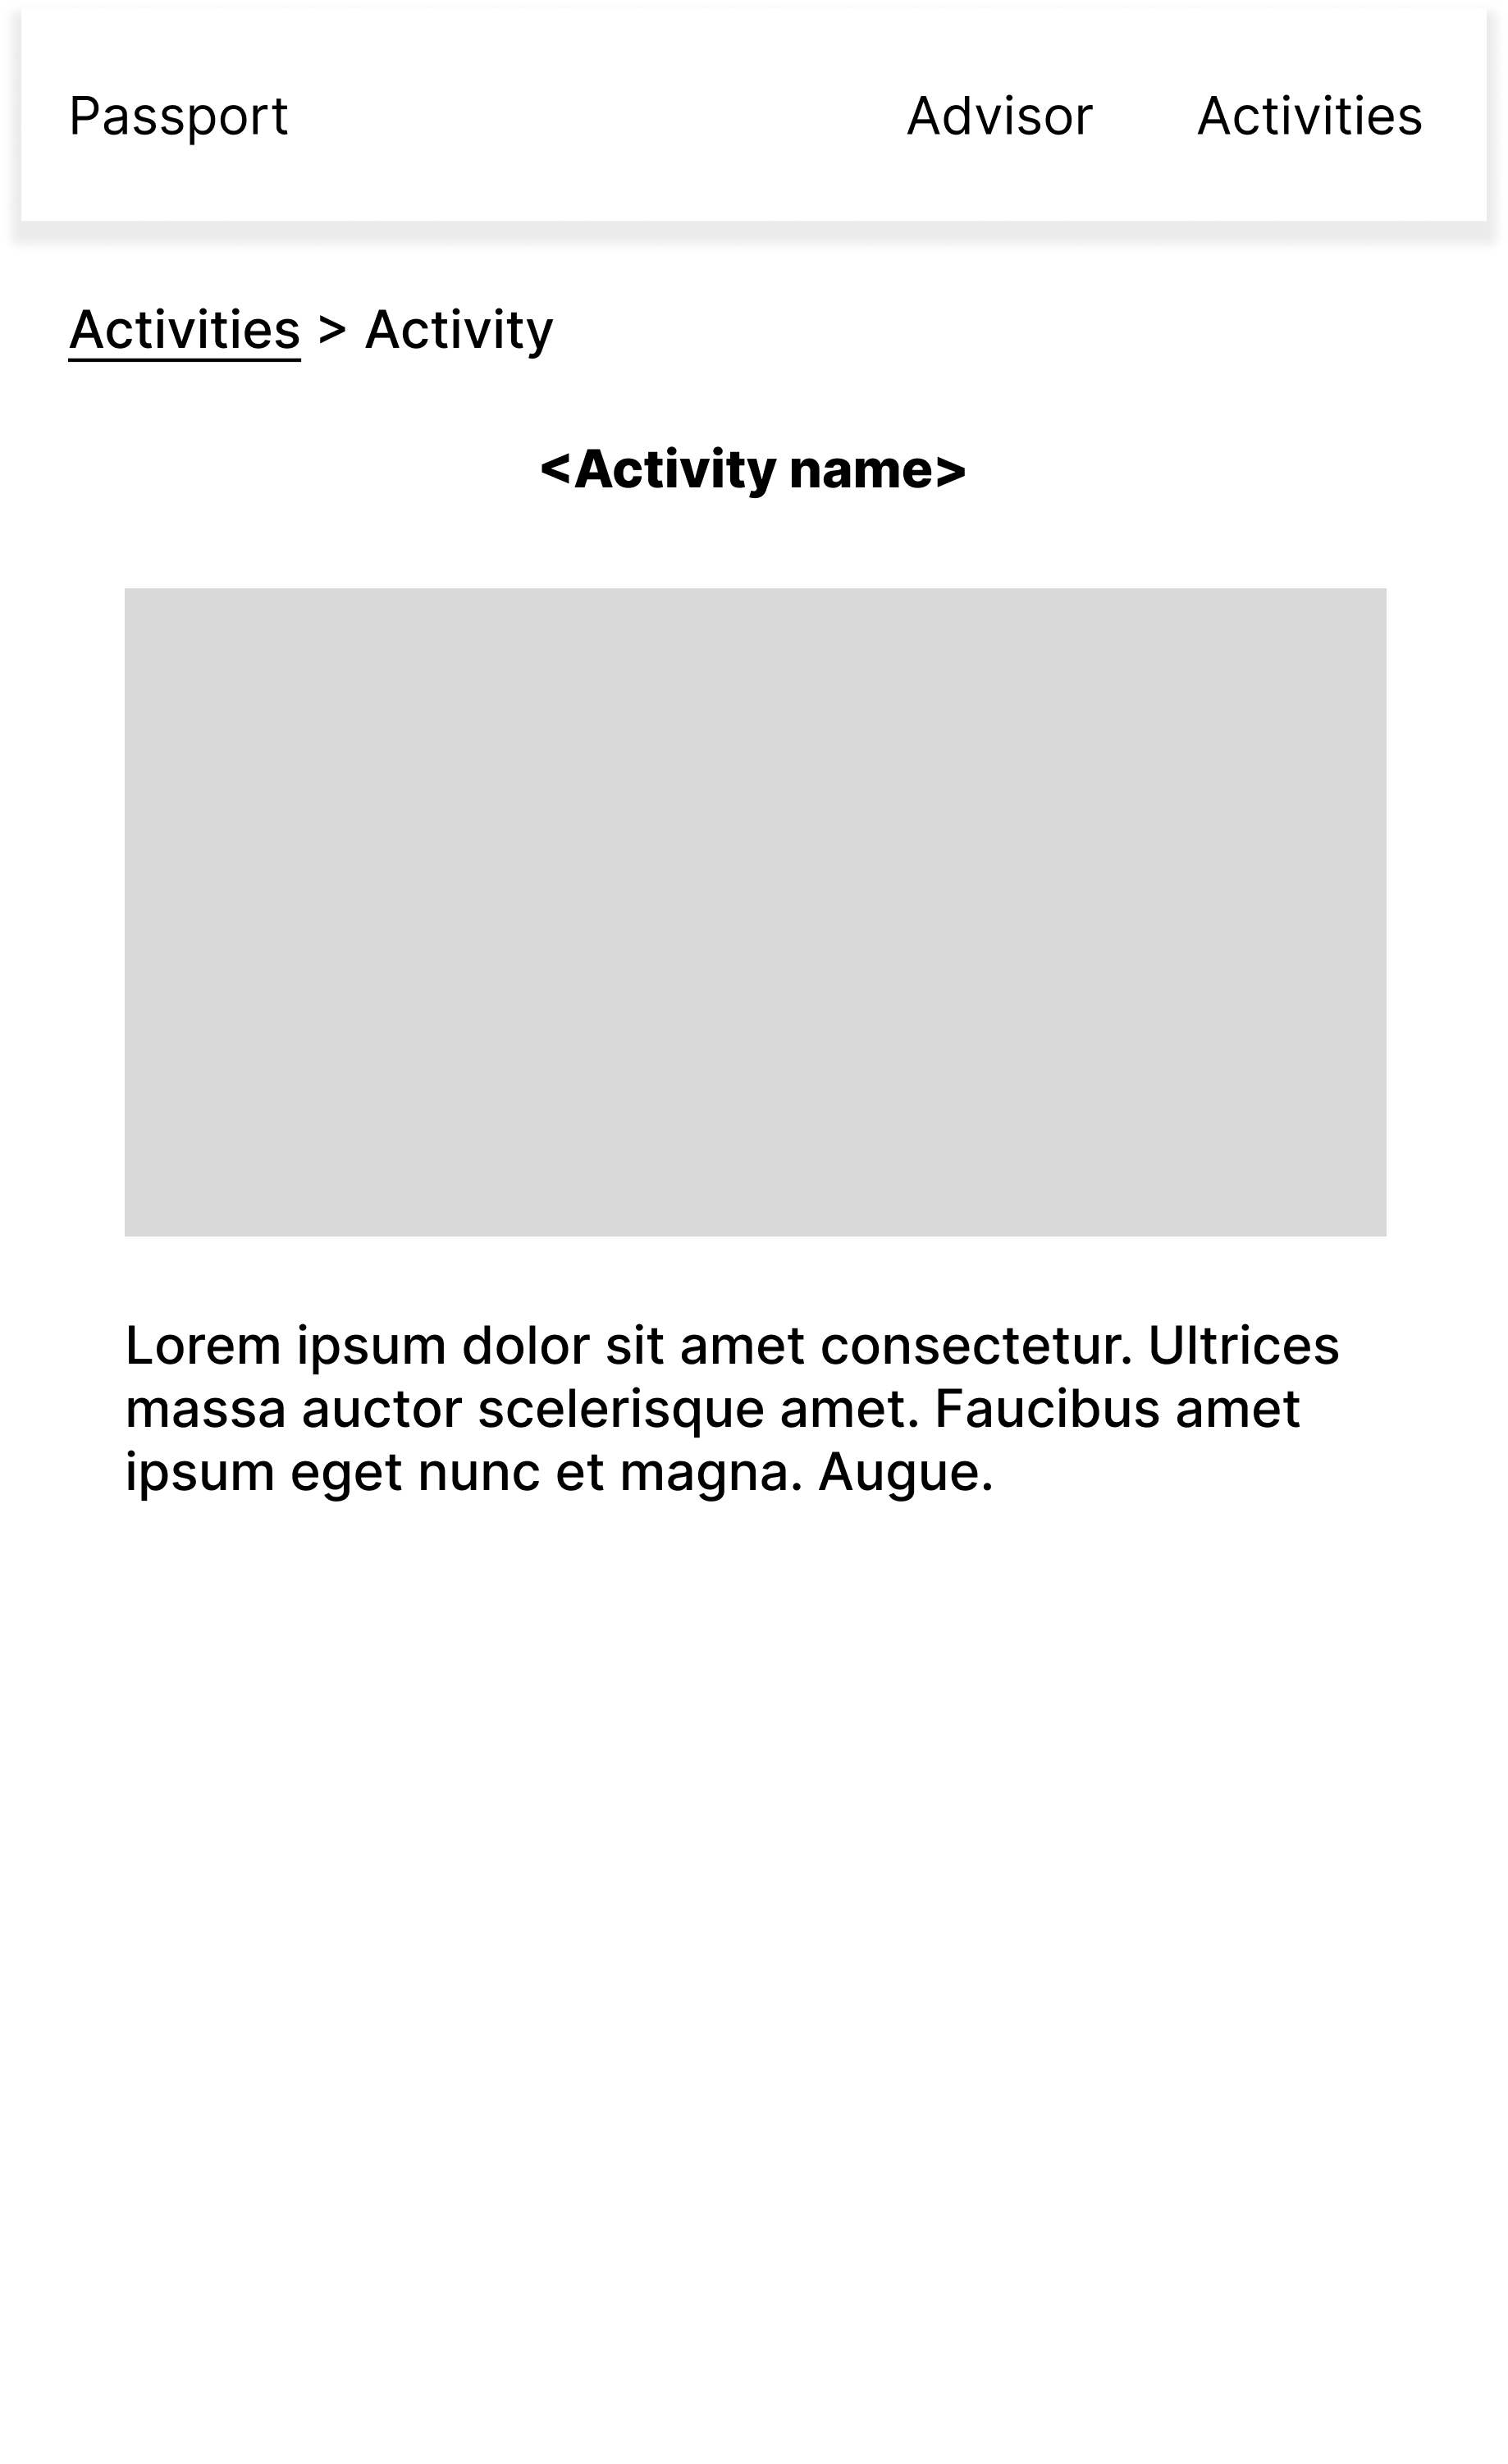 Passport Advisor Activities
Activities > Activity
<Activity name>
Lorem ipsum dolor sit amet consectetur. Ultrices
massa auctor scelerisque amet. Faucibus amet
ipsum eget nunc et magna. Augue.